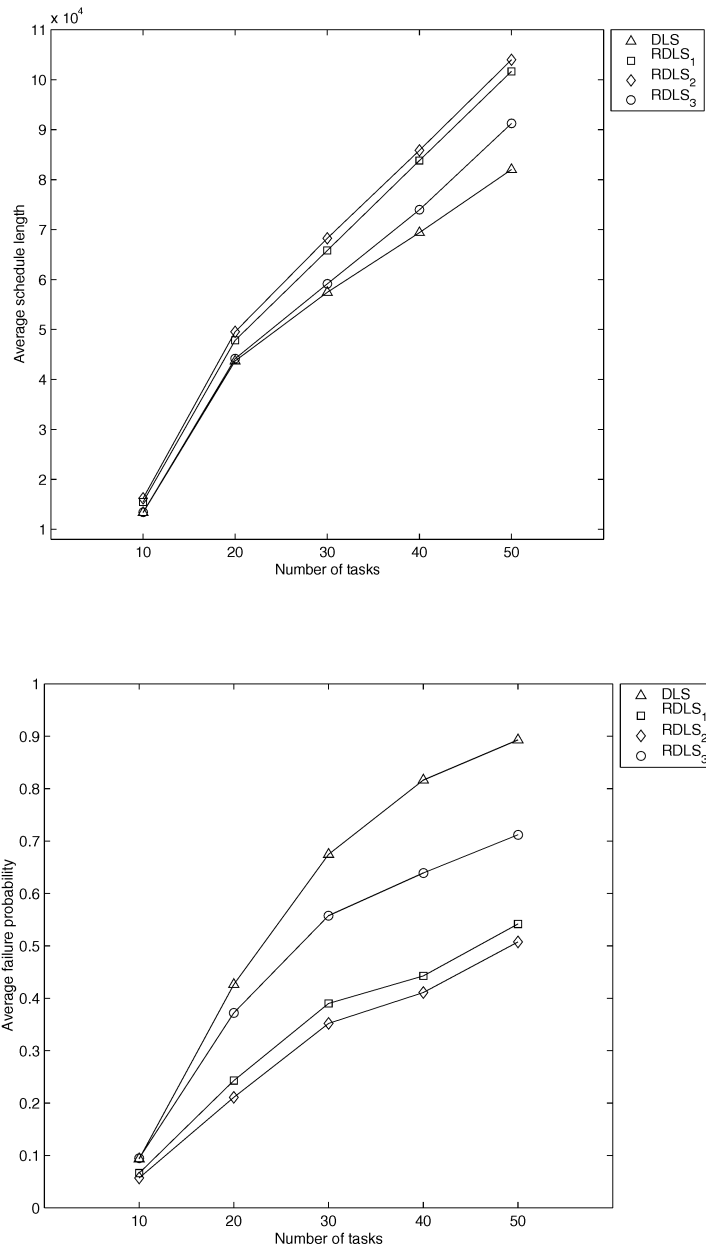 x 10⁴
11
10
9
8
7
6
5
4
3
2
1
Average schedule length
10 20 30 40 50
Number of tasks
DLS
RDLS₁
RDLS₂
RDLS₃
1
0.9
0.8
0.7
0.6
0.5
0.4
0.3
0.2
0.1
0
Average failure probability
10 20 30 40 50
Number of tasks
DLS
RDLS₁
RDLS₂
RDLS₃